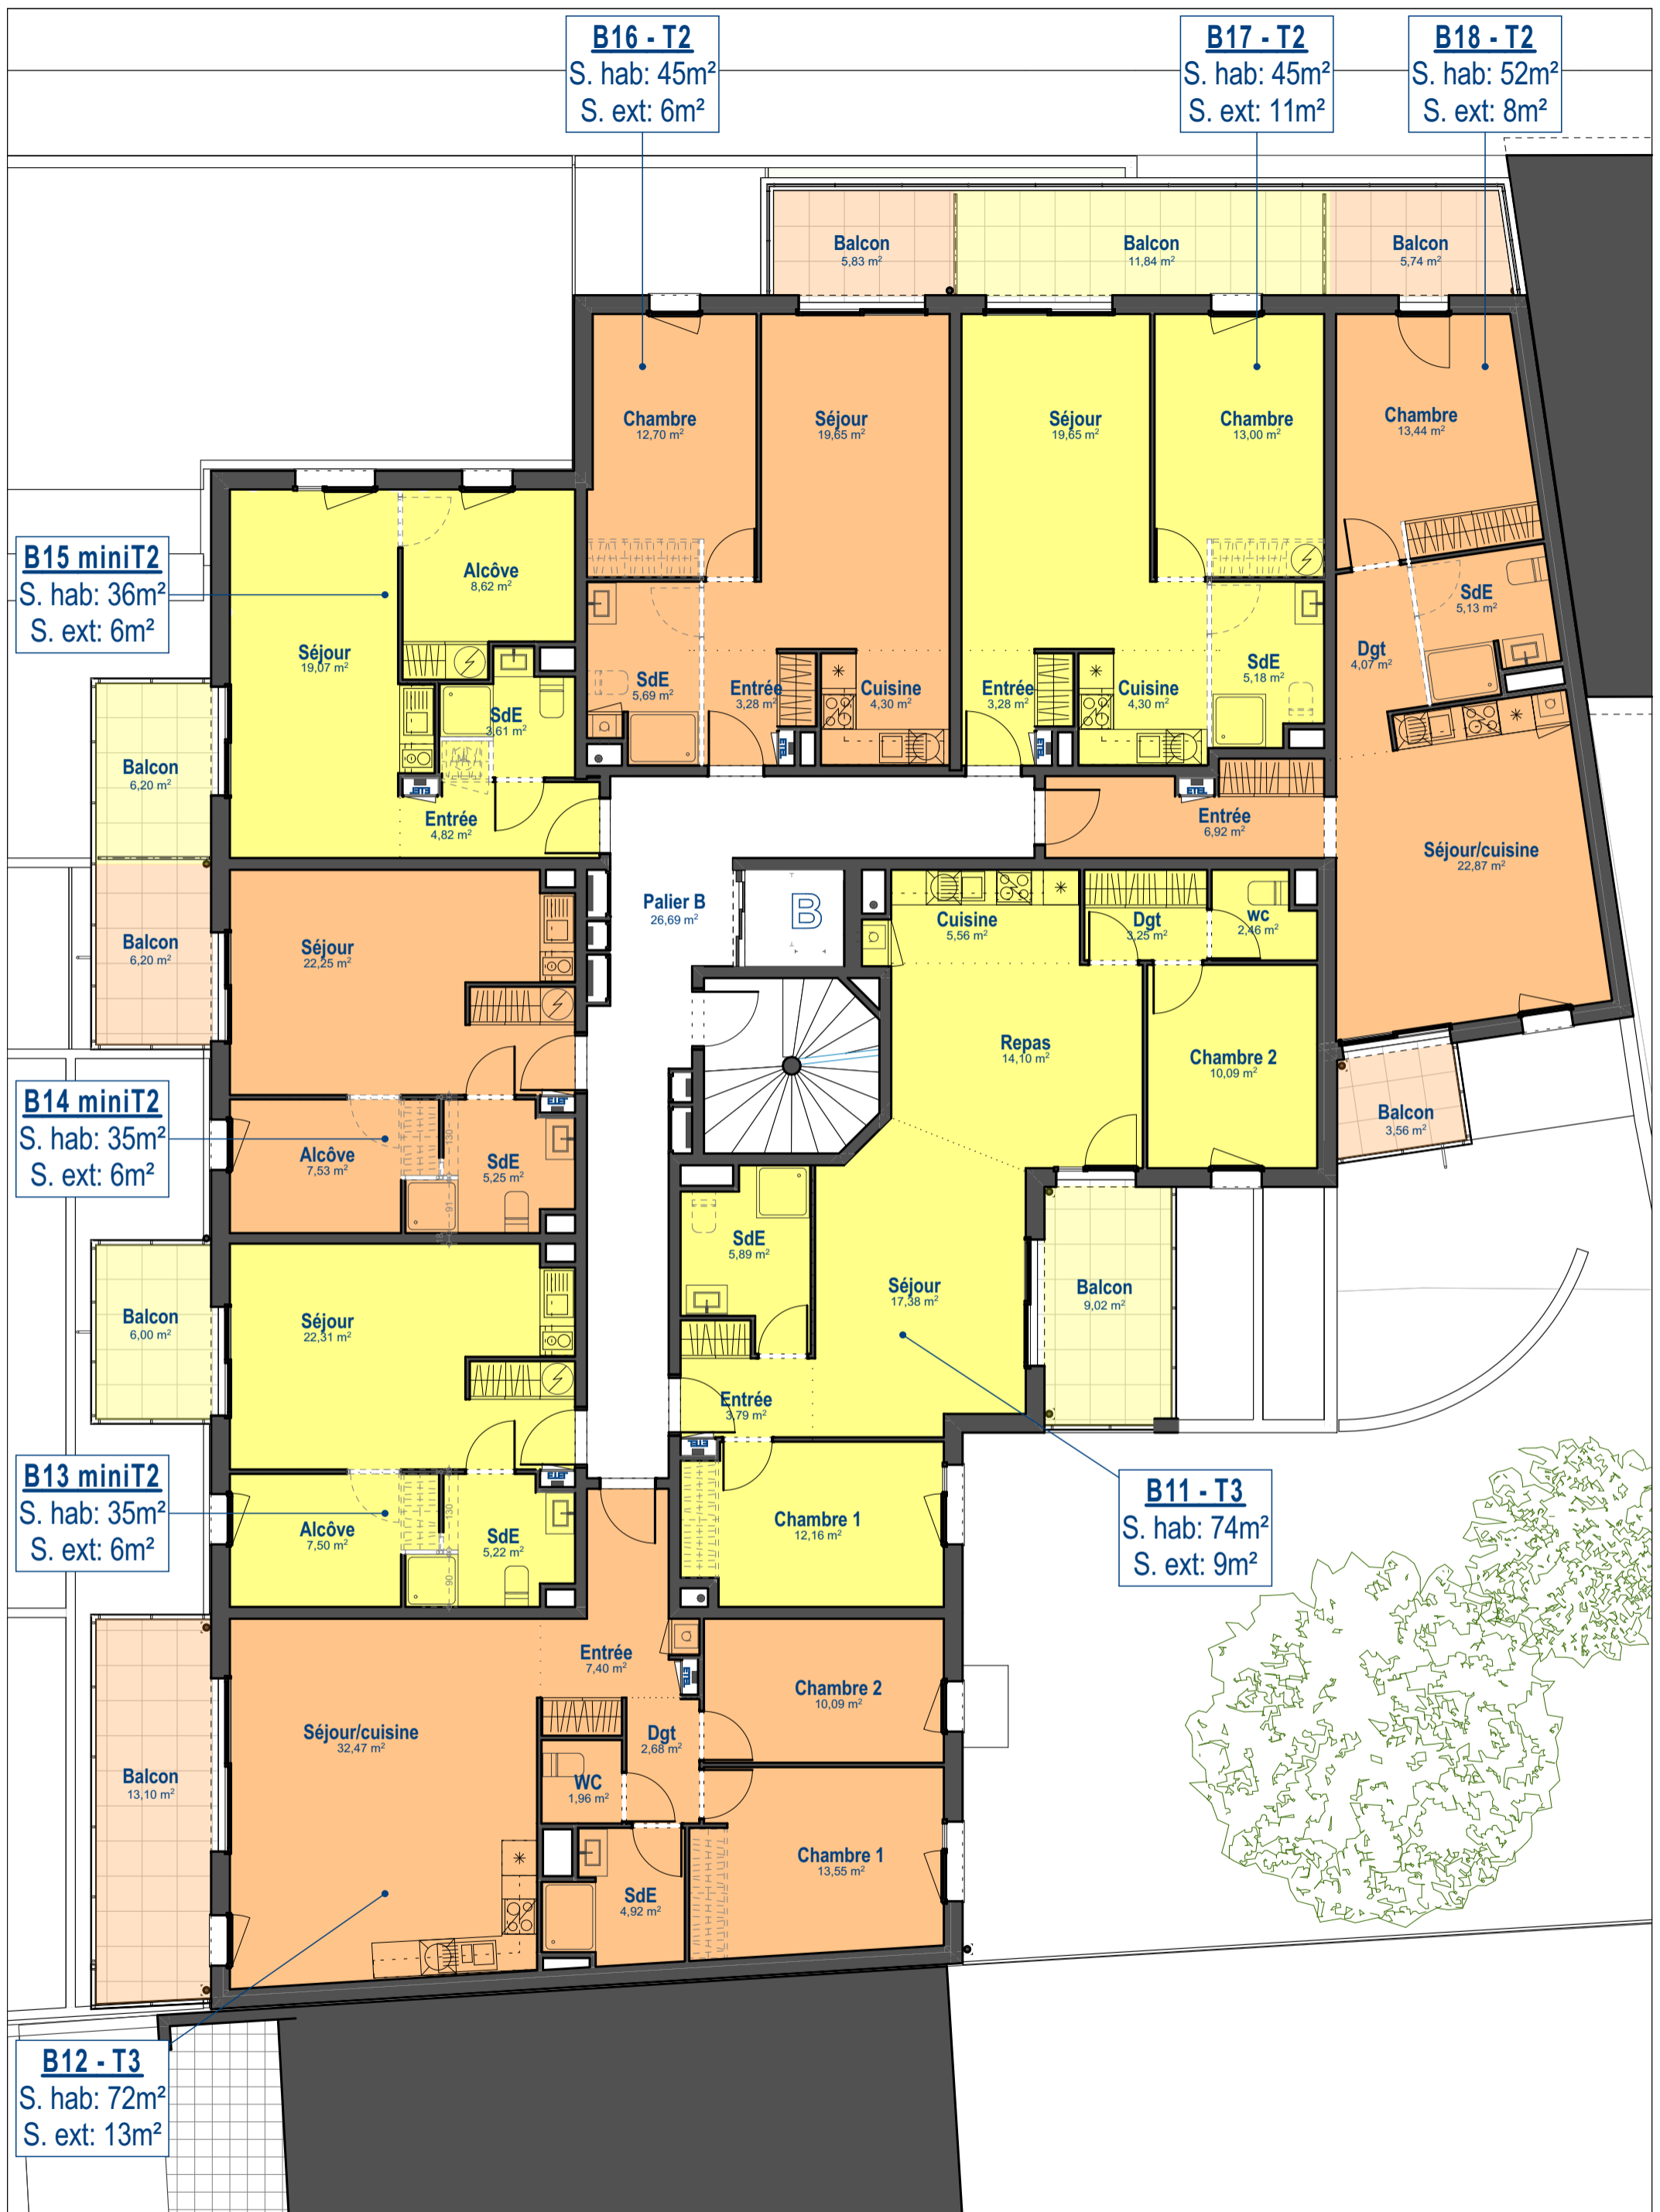 B16 - T2
S. hab: 45m²
S. ext: 6m²
B17 - T2
S. hab: 45m²
S. ext: 11m²
B18 - T2
S. hab: 52m²
S. ext: 8m²
Balcon
5,83 m²
Balcon
11,84 m²
Balcon
5,74 m²
Chambre
12,70 m²
Séjour
19,65 m²
Séjour
19,65 m²
Chambre
13,00 m²
Chambre
13,44 m²
B15 miniT2
S. hab: 36m²
S. ext: 6m²
Alcôve
8,62 m²
Séjour
19,07 m²
SdE
3,61 m²
SdE
5,69 m²
Entrée
3,28 m²
Cuisine
4,30 m²
Entrée
3,28 m²
Cuisine
4,30 m²
SdE
5,18 m²
Dgt
4,07 m²
SdE
5,13 m²
Balcon
6,20 m²
Entrée
4,82 m²
ETEL
ETEL
ETEL
ETEL
Entrée
6,92 m²
Séjour/cuisine
22,87 m²
Palier B
26,69 m²
B
Cuisine
5,56 m²
Dgt
3,25 m²
wc
2,46 m²
Balcon
6,20 m²
Séjour
22,25 m²
Repas
14,10 m²
Chambre 2
10,09 m²
Balcon
3,56 m²
B14 miniT2
S. hab: 35m²
S. ext: 6m²
ETEL
Alcôve
7,53 m²
130
91
SdE
5,25 m²
SdE
5,89 m²
Séjour
17,38 m²
Balcon
9,02 m²
Balcon
6,00 m²
Séjour
22,31 m²
Entrée
3,79 m²
ETEL
ETEL
B13 miniT2
S. hab: 35m²
S. ext: 6m²
Alcôve
7,50 m²
130
90
SdE
5,22 m²
Chambre 1
12,16 m²
B11 - T3
S. hab: 74m²
S. ext: 9m²
Entrée
7,40 m²
ETEL
Chambre 2
10,09 m²
Séjour/cuisine
32,47 m²
Dgt
2,68 m²
Balcon
13,10 m²
WC
1,96 m²
Chambre 1
13,55 m²
SdE
4,92 m²
B12 - T3
S. hab: 72m²
S. ext: 13m²